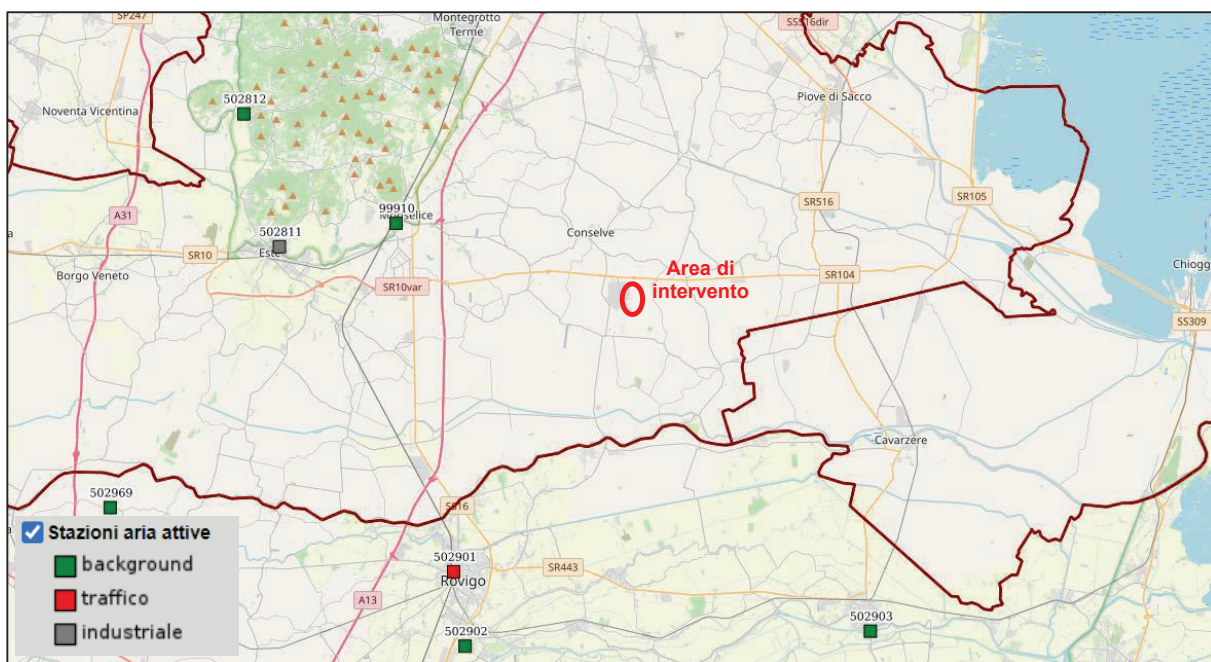 SP247
Montegrotto
Terme
SS516dir
502812
Noventa Vicentina
Piove di Sacco
99910
Monselice
A31
SR516
SR105
502811
Conselve
SR10
Este
Borgo Veneto
Area di
intervento
SR104
SR10var
SS309
Cavarzere
502969
502901
SR443
Rovigo
A13
502903
502902
Stazioni aria attive
background
traffico
industriale